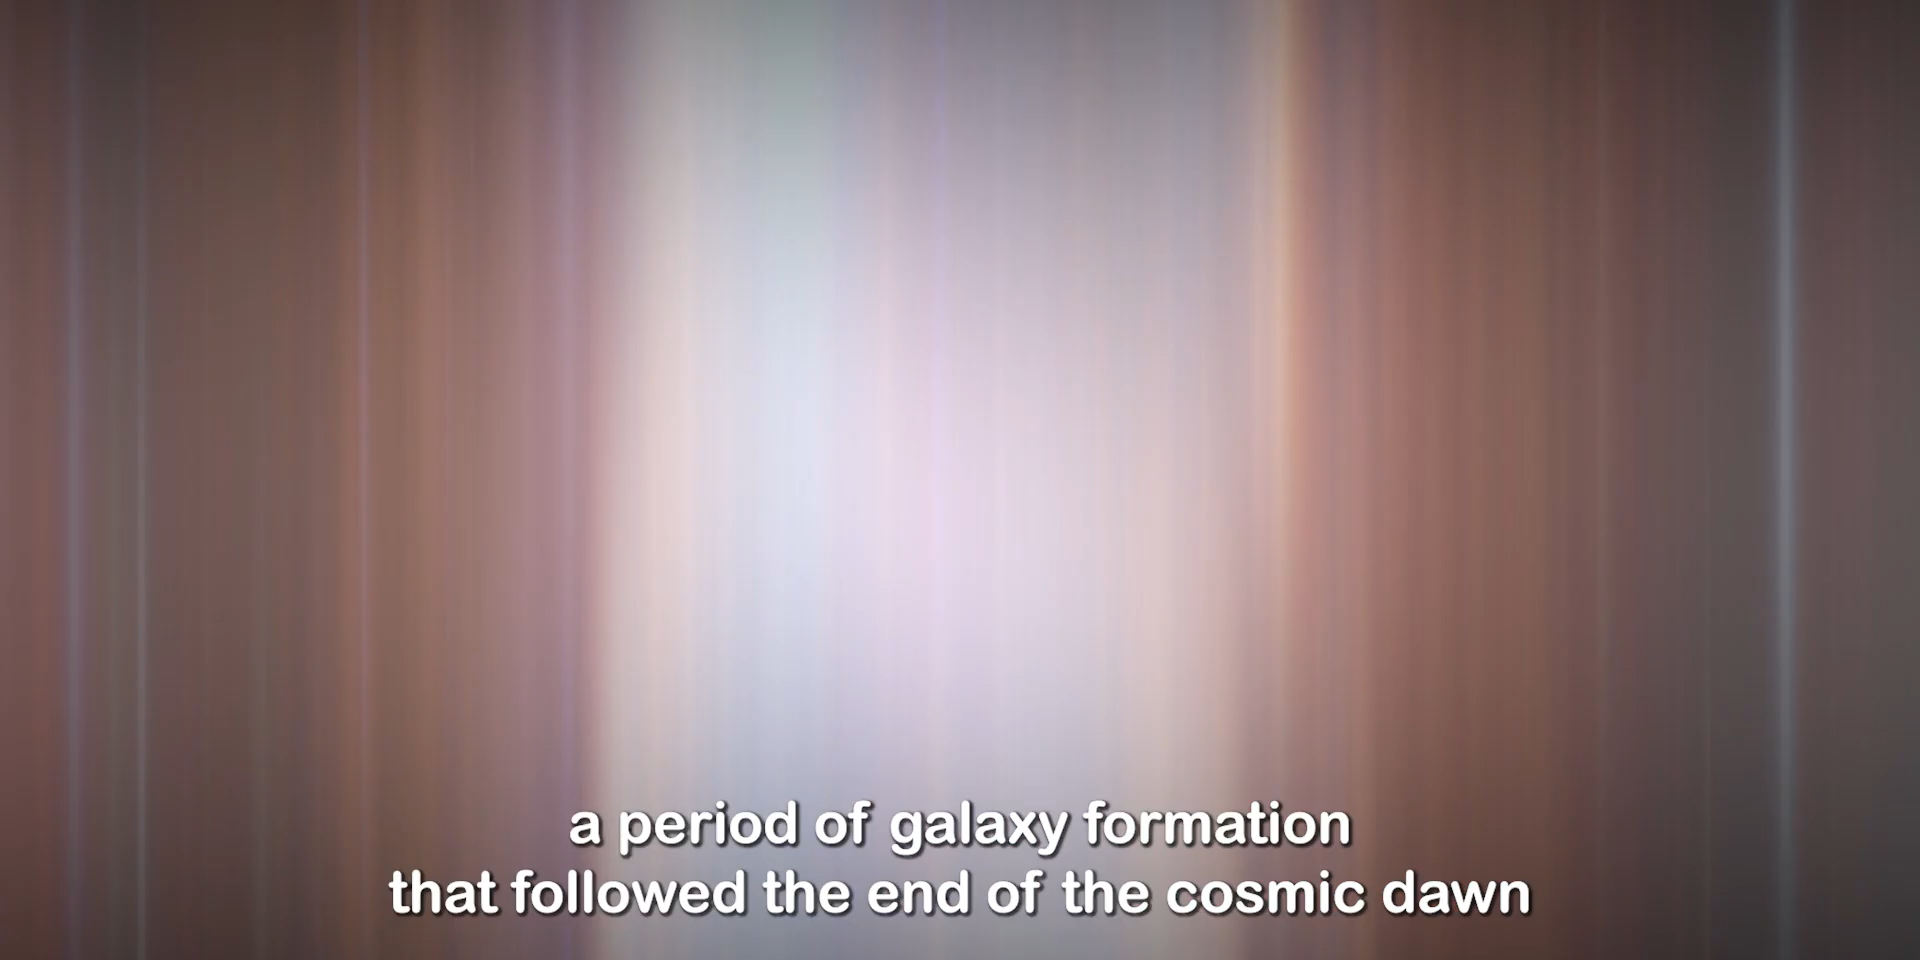 a period of galaxy formation
that followed the end of the cosmic dawn